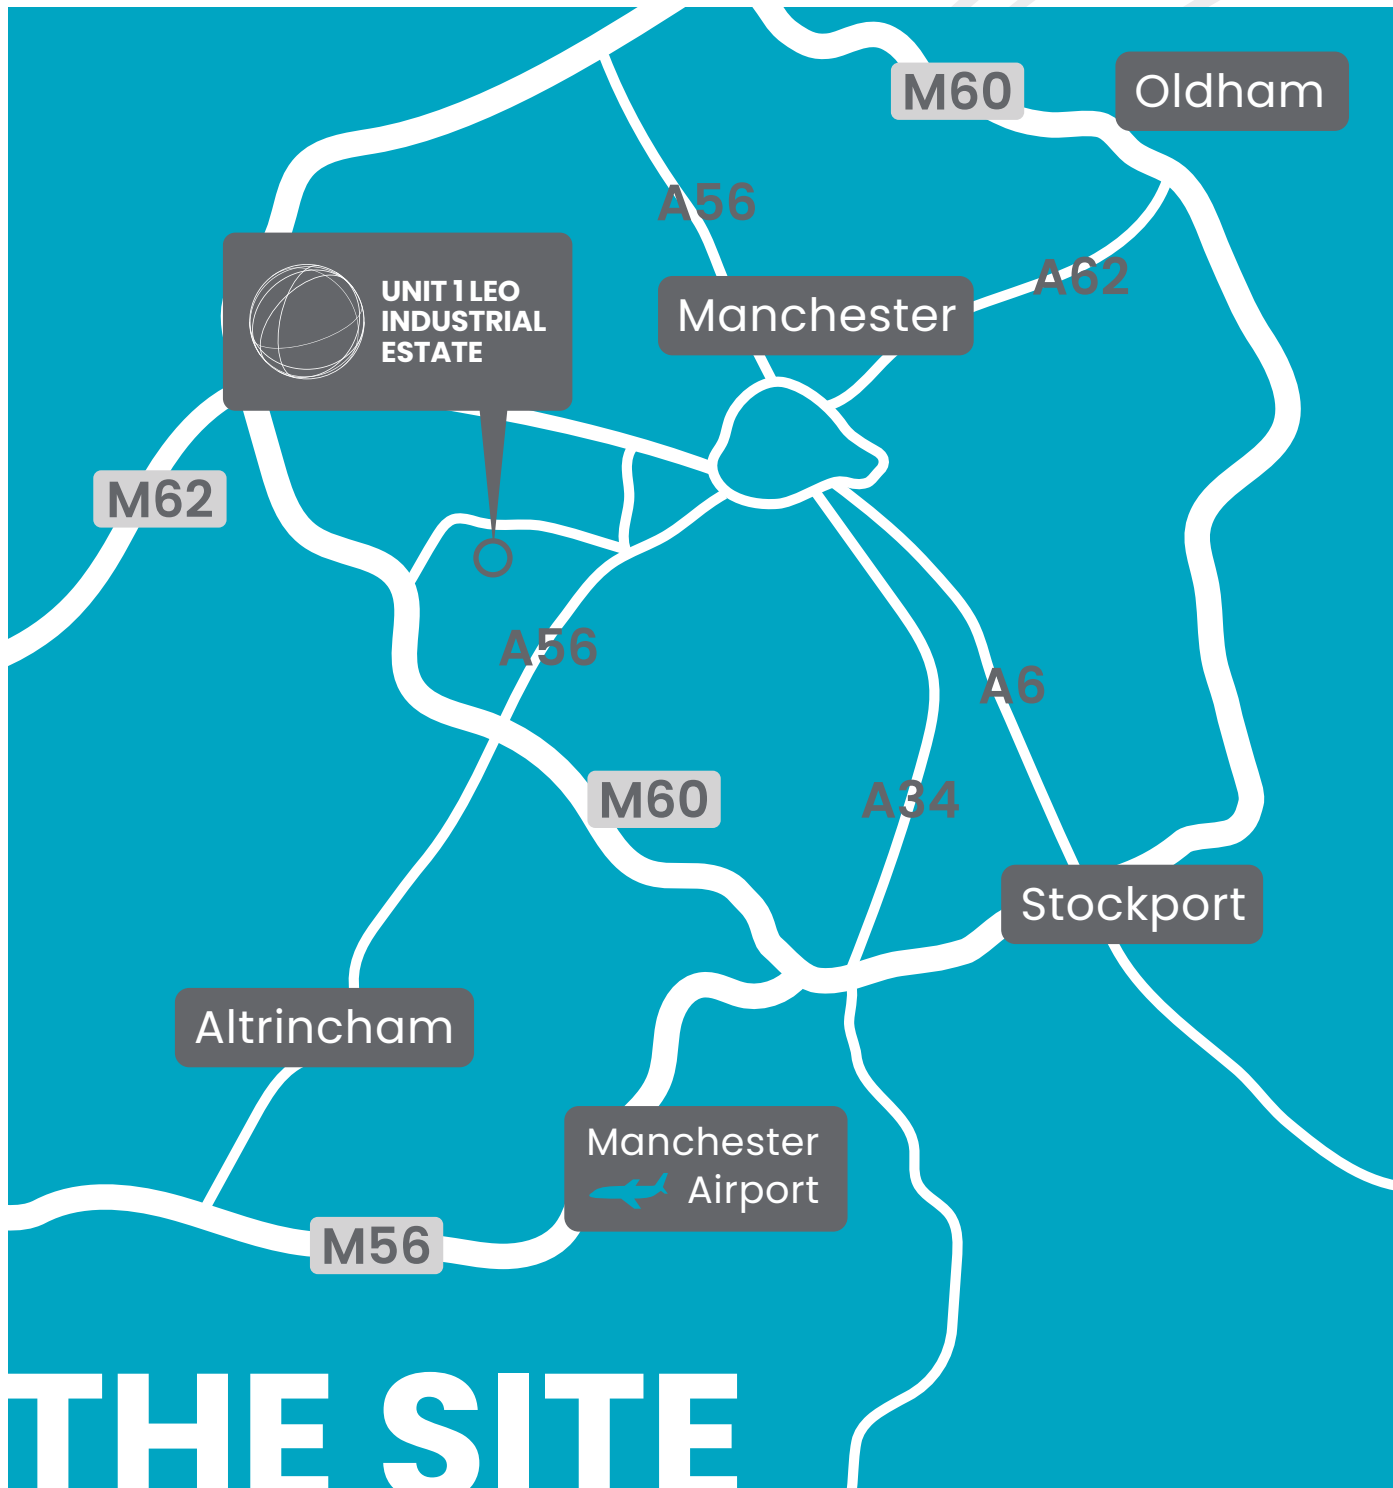 M60
Oldham
A56
A62
UNIT 1 LEO
INDUSTRIAL
ESTATE
Manchester
M62
A56
A6
M60
A34
Stockport
Altrincham
Manchester
Airport
M56
THE SITE